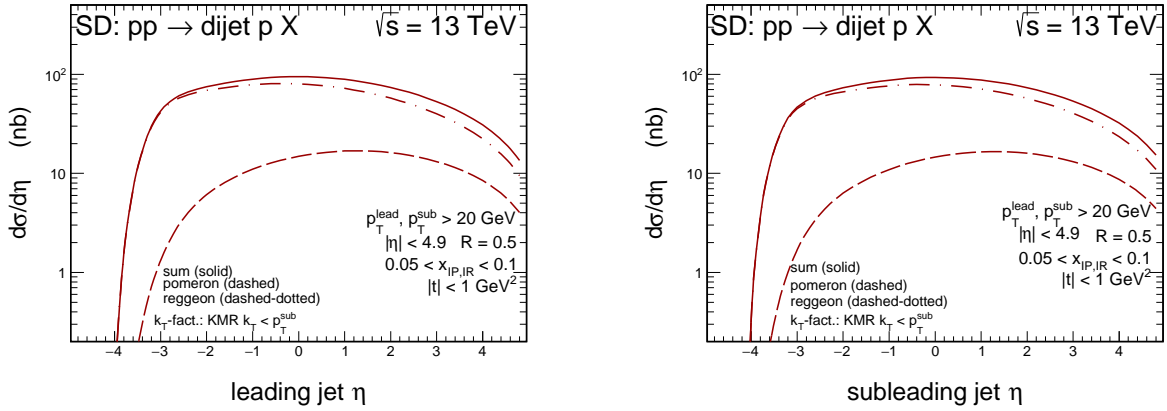 SD: pp → dijet p X √s = 13 TeV
10²
10
1
dσ/dη (nb)
p_T^lead, p_T^sub > 20 GeV
|η| < 4.9 R = 0.5
0.05 < x_IP,IR < 0.1
|t| < 1 GeV²
sum (solid)
pomeron (dashed)
reggeon (dashed-dotted)
k_T-fact.: KMR k_T < p_T^sub
−4 −3 −2 −1 0 1 2 3 4
leading jet η
SD: pp → dijet p X √s = 13 TeV
10²
10
1
dσ/dη (nb)
p_T^lead, p_T^sub > 20 GeV
|η| < 4.9 R = 0.5
0.05 < x_IP,IR < 0.1
|t| < 1 GeV²
sum (solid)
pomeron (dashed)
reggeon (dashed-dotted)
k_T-fact.: KMR k_T < p_T^sub
−4 −3 −2 −1 0 1 2 3 4
subleading jet η